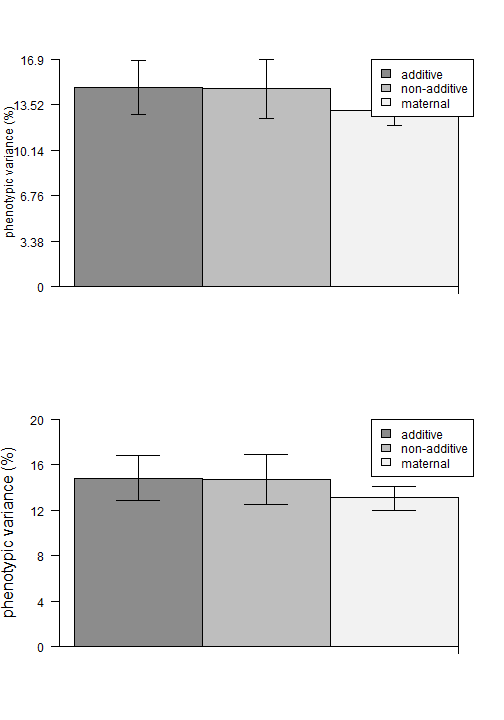 16.9
13.52
10.14
6.76
3.38
0
phenotypic variance (%)
additive
non-additive
maternal
20
16
12
8
4
0
phenotypic variance (%)
additive
non-additive
maternal